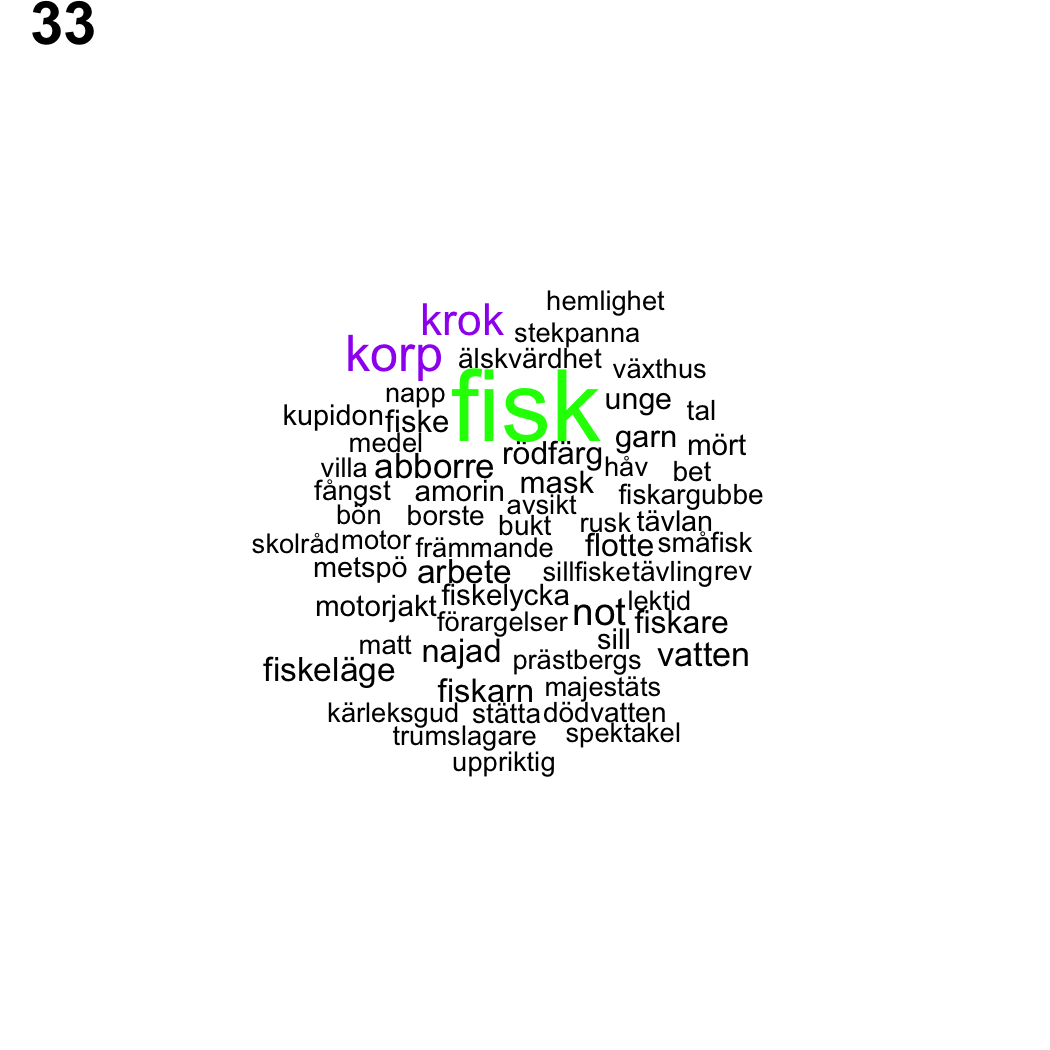 33
hemlighet
krok
stekpanna
korp
älskvärdhet
växthus
napp
fisk
unge
tal
kupidon
fiske
medel
garn
mört
rödfärg
villa
abborre
håv
bet
mask
fångst
amorin
avsikt
fiskargubbe
bön
borste
bukt
rusk
tävlan
skolråd
motor
främmande
flotte
småfisk
metspö
arbete
sillfiske
tävling
rev
fiskelycka
lektid
motorjakt
not
förargelser
fiskare
sill
matt
najad
prästbergs
vatten
fiskeläge
fiskarn
majestäts
kärleksgud
stätta
dödvatten
trumslagare
spektakel
uppriktig